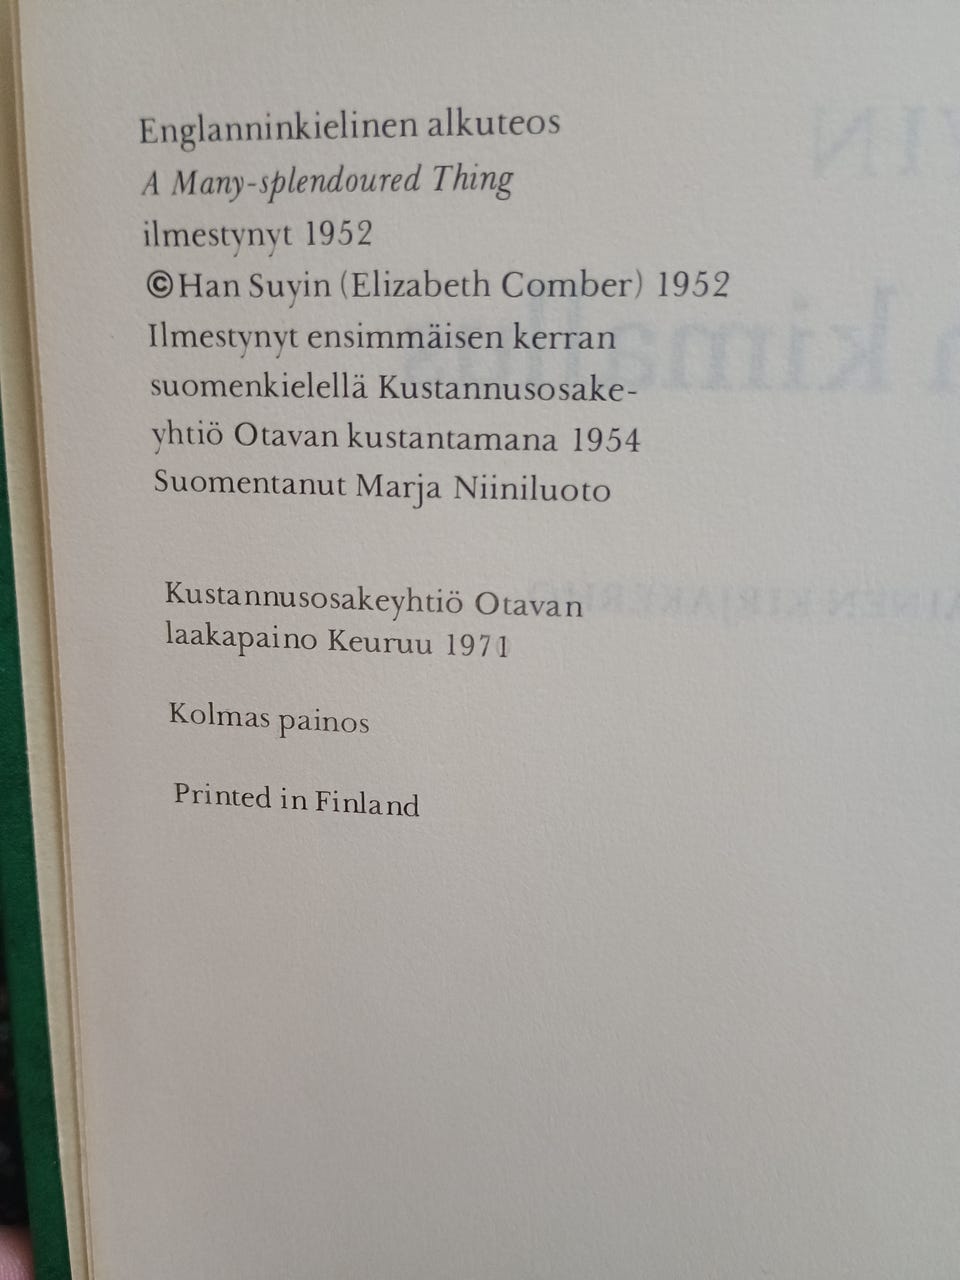 Englanninkielinen alkuteos
A Many-splendoured Thing
ilmestynyt 1952
©Han Suyin (Elizabeth Comber) 1952
Ilmestynyt ensimmäisen kerran
suomenkielellä Kustannusosake-
yhtiö Otavan kustantamana 1954
Suomentanut Marja Niiniluoto
Kustannusosakeyhtiö Otavan
laakapaino Keuruu 1971
Kolmas painos
Printed in Finland